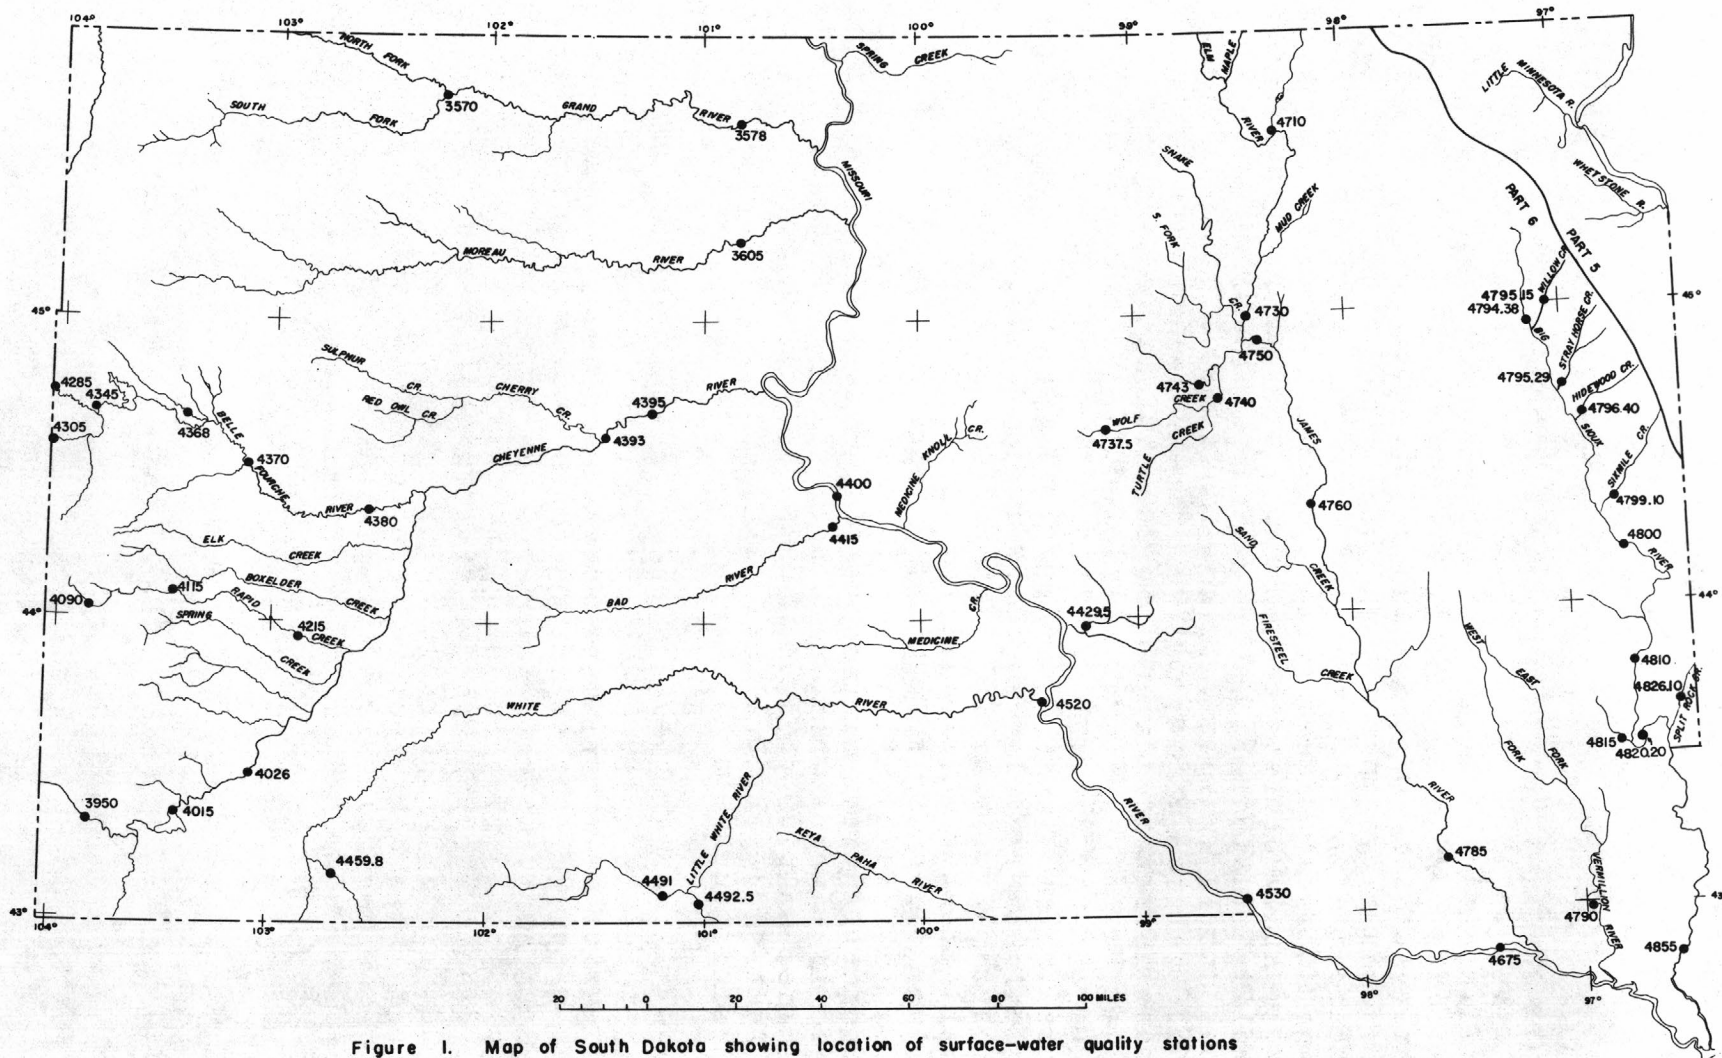 104°
103°
102°
101°
100°
99°
98°
97°
NORTH
FORK
3570
SOUTH
FORK
GRAND
RIVER
3578
SPRING
CREEK
MISSOURI
ELM
MAPLE
RIVER
4710
LITTLE
MINNESOTA R.
WHETSTONE
R.
PART 6
PART 5
SNAKE
S. FORK
MUD CREEK
CR.
MOREAU
RIVER
3605
4730
4750
4795.15
4794.38
WILLOW CR.
BIG
STRAY HORSE CR.
4795.29
HIDEWOOD CR.
4796.40
SIOUX
SIXMILE CR.
4799.10
4800
RIVER
45°
45°
4285
4345
4305
4368
BELLE
FOURCHE
4370
RIVER
4380
SULPHUR
CR.
CHERRY
CR.
RED OWL CR.
4395
RIVER
4393
CHEYENNE
4743
CREEK
4740
WOLF
4737.5
CREEK
TURTLE
JAMES
4760
MEDICINE KNOLL CR.
4400
4415
RIVER
BAD
ELK
CREEK
BOXELDER
CREEK
4115
4090
RAPID
4215
CREEK
SPRING
CREEK
44°
44°
SAND
CREEK
FIRESTEEL
CREEK
4429.5
MEDICINE
CR.
WEST
FORK
EAST
FORK
4810
4826.10
SPLIT ROCK CR.
4815
4820.20
WHITE
RIVER
4520
4026
3950
4015
4459.8
LITTLE WHITE RIVER
4491
4492.5
KEYA
PAHA
RIVER
RIVER
4530
RIVER
4785
VERMILLION
RIVER
4790
4675
4855
43°
43
104°
103°
102°
101°
100°
99°
98°
97°
20 0 20 40 60 80 100 MILES
Figure 1. Map of South Dakota showing location of surface-water quality stations